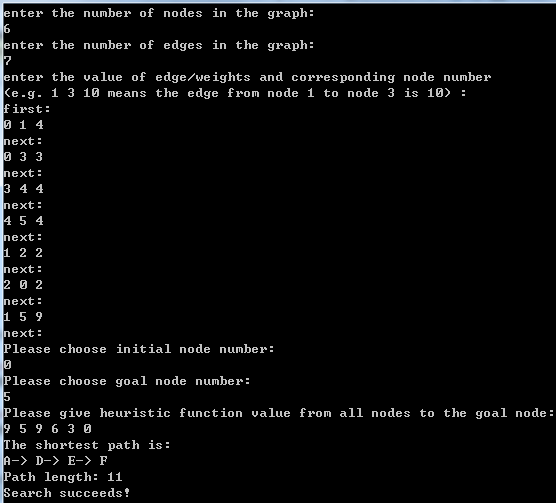 enter the number of nodes in the graph:
6
enter the number of edges in the graph:
7
enter the value of edge/weights and corresponding node number
(e.g. 1 3 10 means the edge from node 1 to node 3 is 10) :
first:
0 1 4
next:
0 3 3
next:
3 4 4
next:
4 5 4
next:
1 2 2
next:
2 0 2
next:
1 5 9
next:
Please choose initial node number:
0
Please choose goal node number:
5
Please give heuristic function value from all nodes to the goal node:
9 5 9 6 3 0
The shortest path is:
A-> D-> E-> F
Path length: 11
Search succeeds!